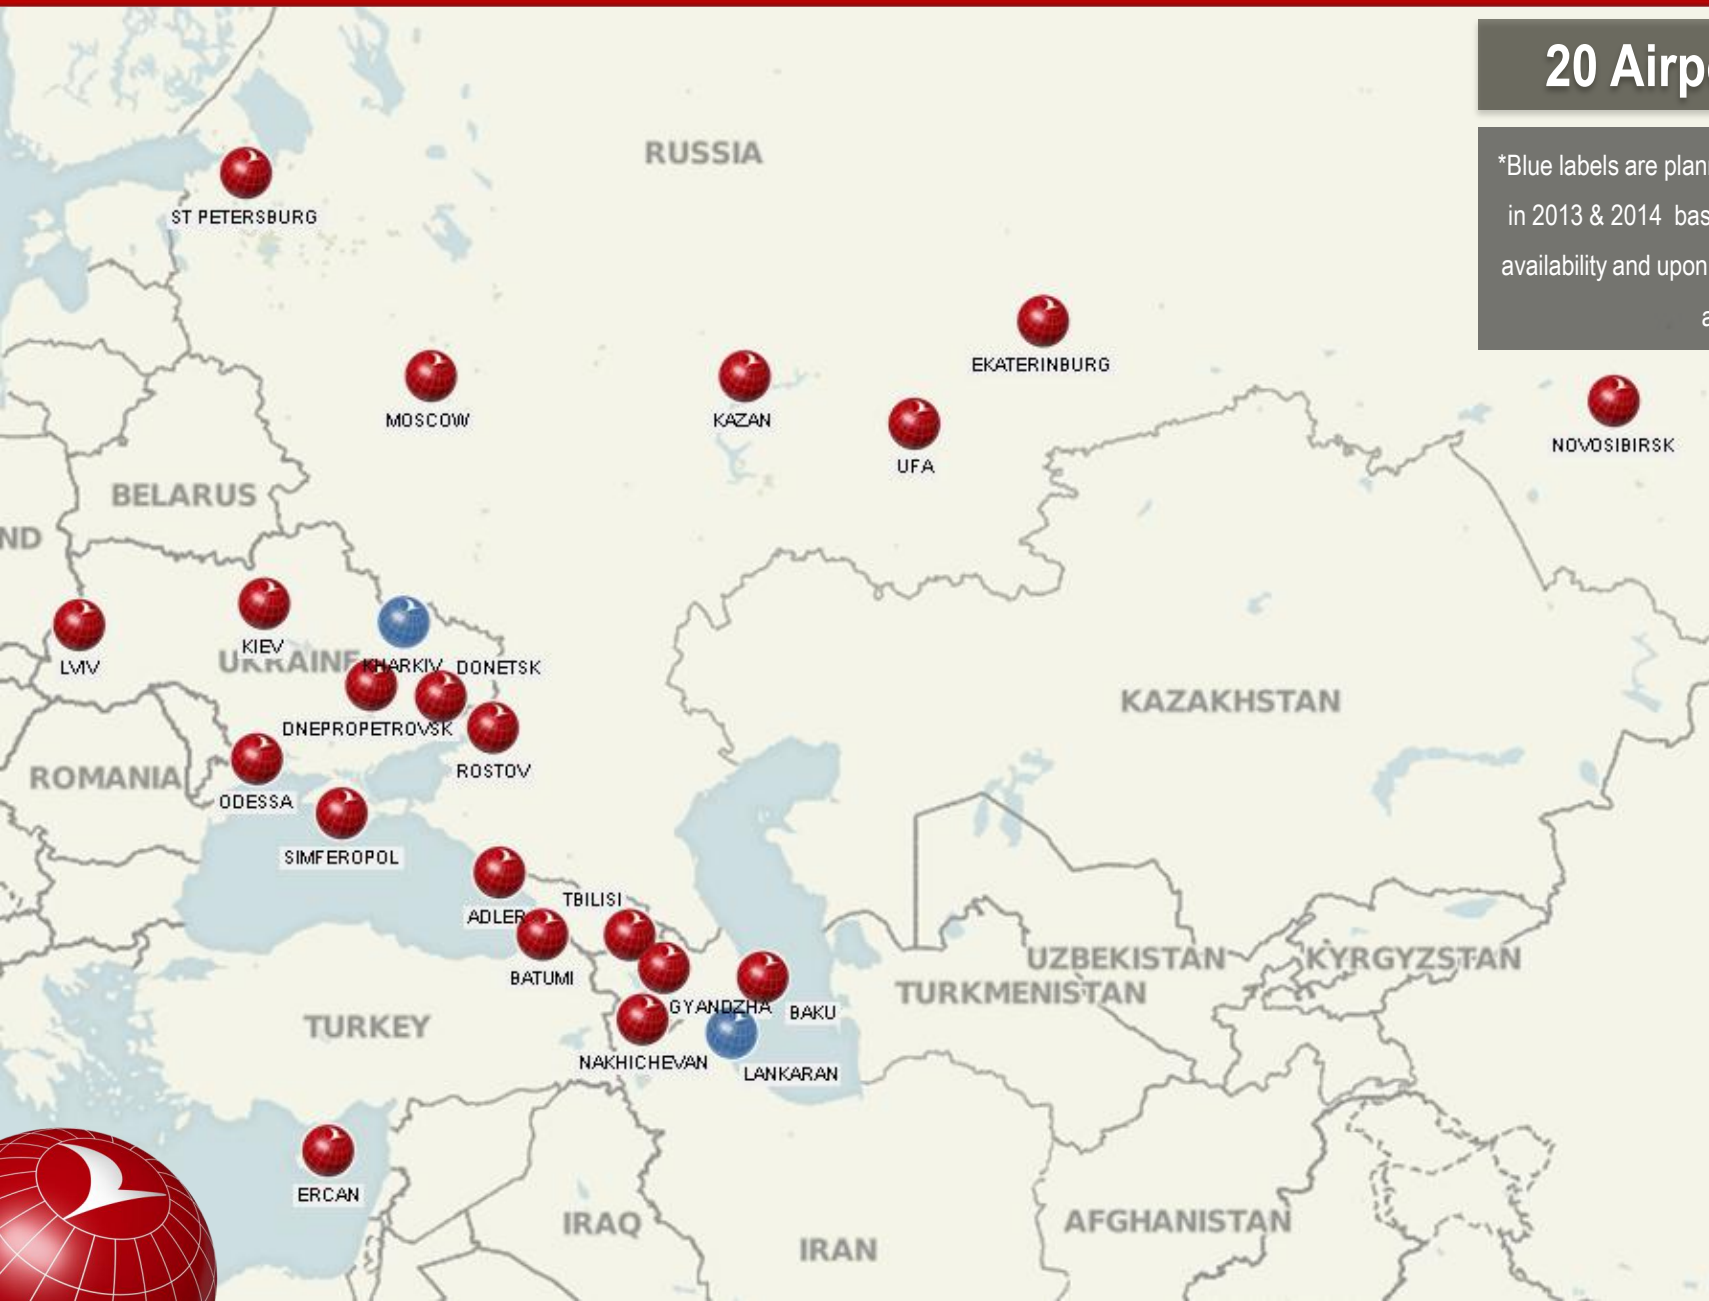 20 Airp
*Blue labels are plan
in 2013 & 2014 bas
availability and upon
a
RUSSIA
ST PETERSBURG
EKATERINBURG
MOSCOW
KAZAN
NOVOSIBIRSK
UFA
BELARUS
ND
KIEV
UKRAINE
LVIV
KHARKIV
DONETSK
KAZAKHSTAN
DNEPROPETROVSK
ROSTOV
ROMANIA
ODESSA
SIMFEROPOL
TBILISI
ADLER
UZBEKISTAN
KYRGYZSTAN
BATUMI
TURKMENISTAN
GYANDZHA
BAKU
TURKEY
NAKHICHEVAN
LANKARAN
ERCAN
IRAQ
AFGHANISTAN
IRAN